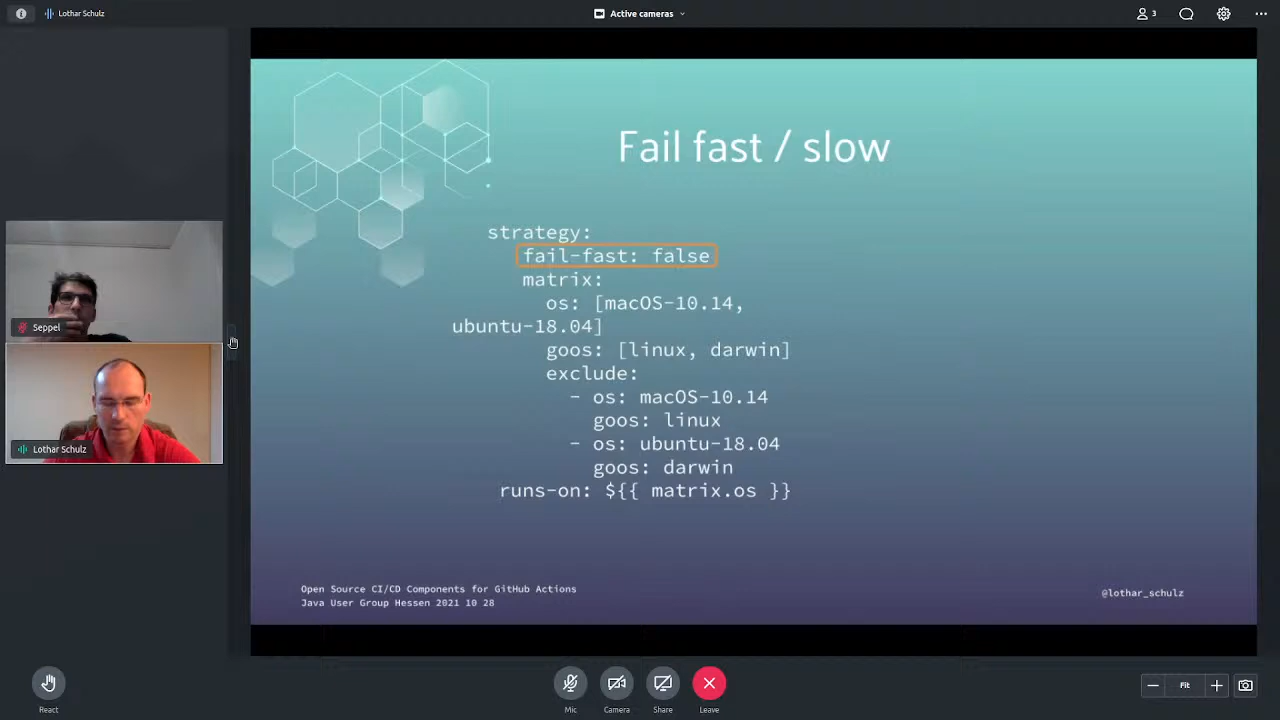 Lothar Schulz
Active cameras
3
Fail fast / slow
strategy:
fail-fast: false
matrix:
os: [macOS-10.14,
ubuntu-18.04]
goos: [linux, darwin]
exclude:
- os: macOS-10.14
goos: linux
- os: ubuntu-18.04
goos: darwin
runs-on: ${{ matrix.os }}
Seppel
Lothar Schulz
Open Source CI/CD Components for GitHub Actions
Java User Group Hessen 2021 10 28
@lothar_schulz
React
Mic
Camera
Share
Leave
Fit